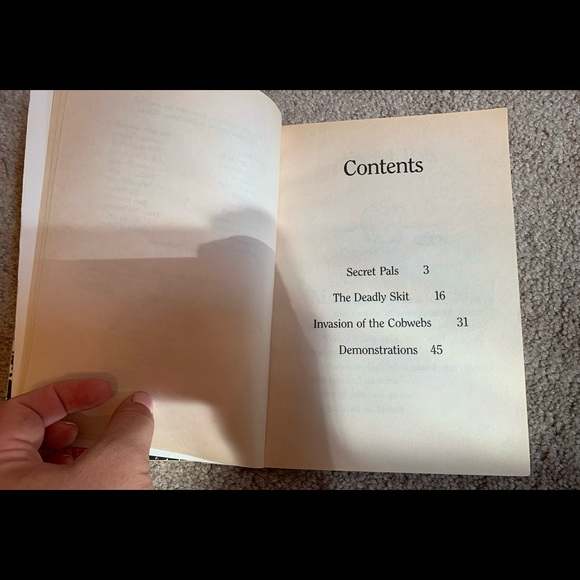 Contents
Secret Pals 3
The Deadly Skit 16
Invasion of the Cobwebs 31
Demonstrations 45